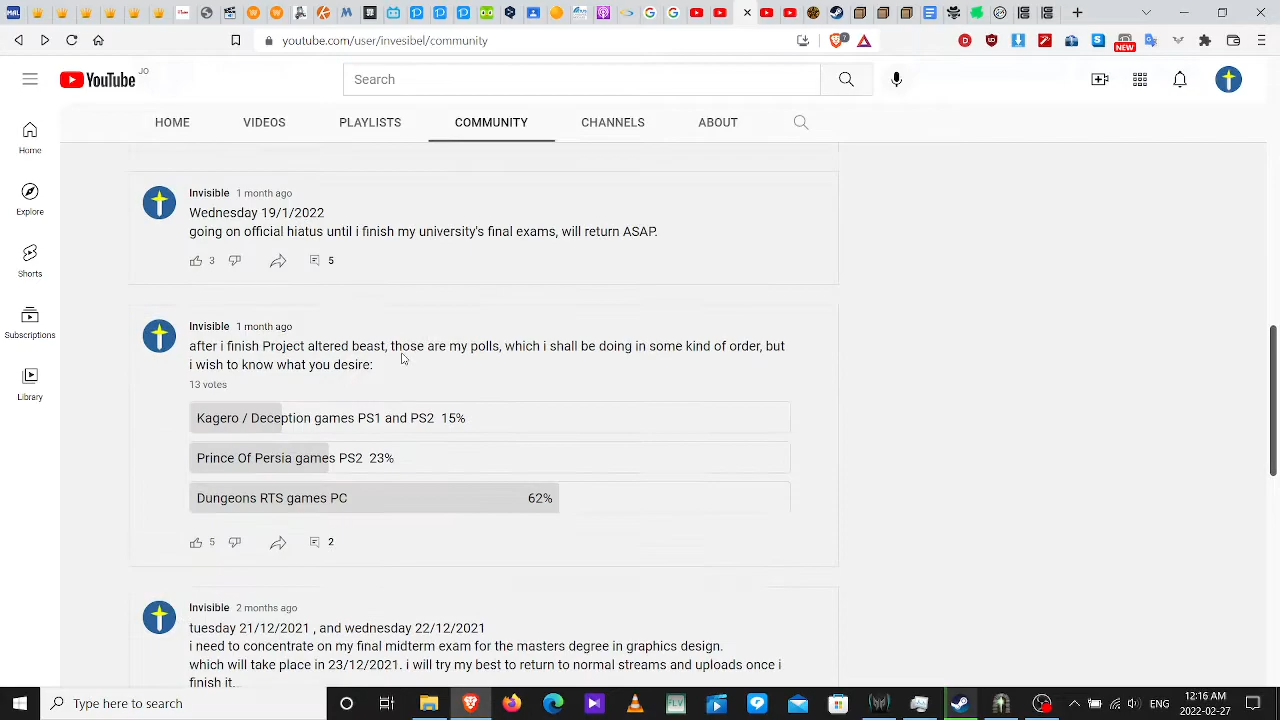 youtube.com/user/invisibel/community
NEW
YouTube JO
Search
HOME VIDEOS PLAYLISTS COMMUNITY CHANNELS ABOUT
Home
Explore
Shorts
Subscriptions
Library
Invisible 1 month ago
Wednesday 19/1/2022
going on official hiatus until i finish my university's final exams, will return ASAP.
3 5
Invisible 1 month ago
after i finish Project altered beast, those are my polls, which i shall be doing in some kind of order, but
i wish to know what you desire:
13 votes
Kagero / Deception games PS1 and PS2 15%
Prince Of Persia games PS2 23%
Dungeons RTS games PC 62%
5 2
Invisible 2 months ago
tuesday 21/12/2021 , and wednesday 22/12/2021
i need to concentrate on my final midterm exam for the masters degree in graphics design.
which will take place in 23/12/2021. i will try my best to return to normal streams and uploads once i
finish it.
Type here to search
FLV
ENG
12:16 AM
2022-02-27